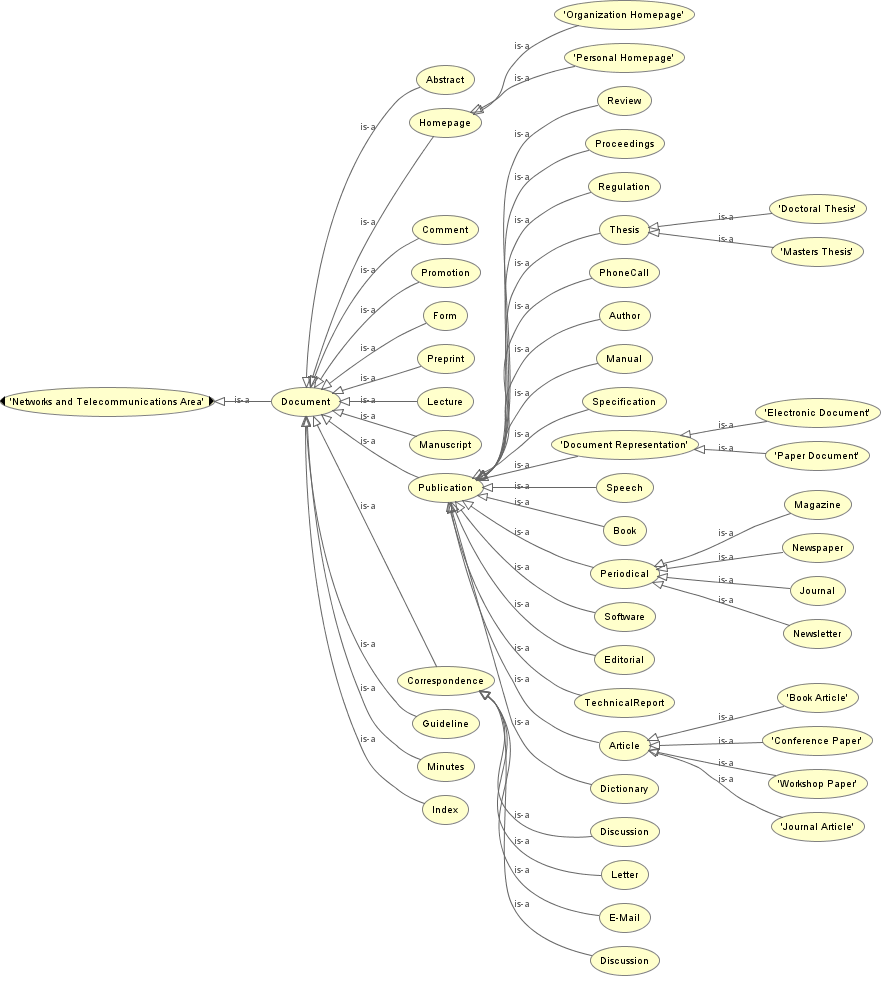 'Organization Homepage'
is-a
'Personal Homepage'
is-a
Abstract
Review
Homepage
is-a
is-a
Proceedings
is-a
Regulation
is-a
'Doctoral Thesis'
is-a
is-a
is-a
Comment
Thesis
is-a
'Masters Thesis'
is-a
is-a
Promotion
PhoneCall
is-a
is-a
Form
Author
is-a
is-a
Preprint
Manual
is-a
is-a
'Networks and Telecommunications Area'
is-a
Document
is-a
Lecture
Specification
'Electronic Document'
is-a
is-a
is-a
is-a
Manuscript
'Document Representation'
is-a
'Paper Document'
is-a
Publication
is-a
Speech
is-a
Magazine
is-a
Book
is-a
is-a
Newspaper
is-a
is-a
Periodical
is-a
Journal
is-a
is-a
Software
Newsletter
is-a
Editorial
is-a
is-a
Correspondence
is-a
'Book Article'
TechnicalReport
is-a
Guideline
is-a
is-a
Article
is-a
'Conference Paper'
is-a
Minutes
is-a
'Workshop Paper'
Dictionary
Index
is-a
Discussion
'Journal Article'
is-a
Letter
is-a
E-Mail
is-a
Discussion